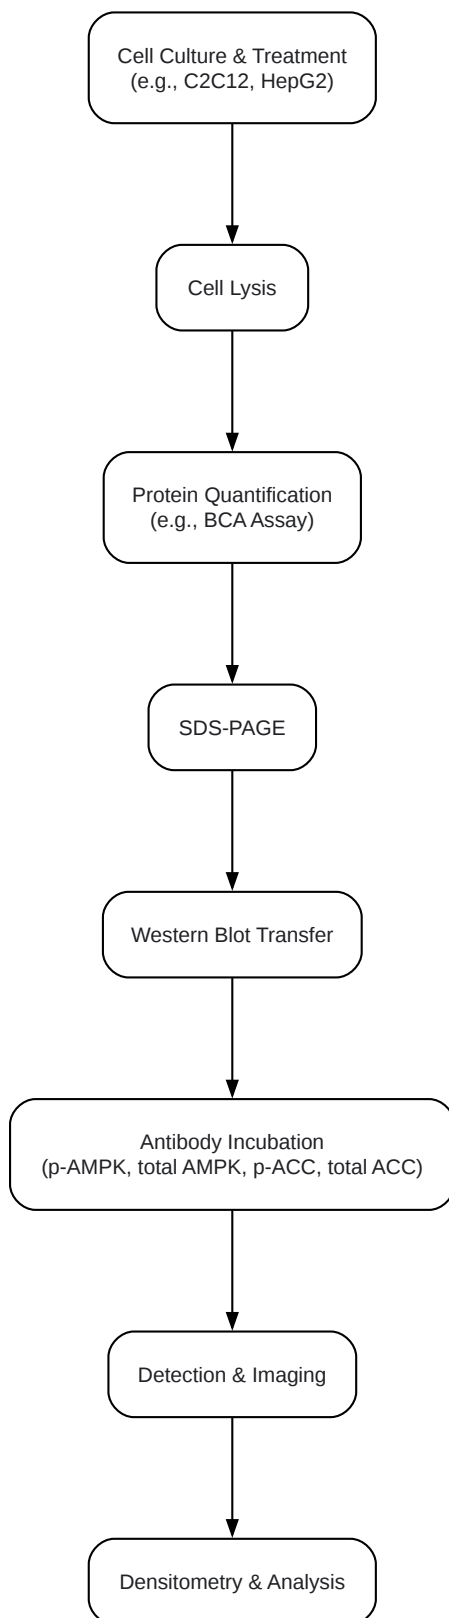 Cell Culture & Treatment
(e.g., C2C12, HepG2)
Cell Lysis
Protein Quantification
(e.g., BCA Assay)
SDS-PAGE
Western Blot Transfer
Antibody Incubation
(p-AMPK, total AMPK, p-ACC, total ACC)
Detection & Imaging
Densitometry & Analysis